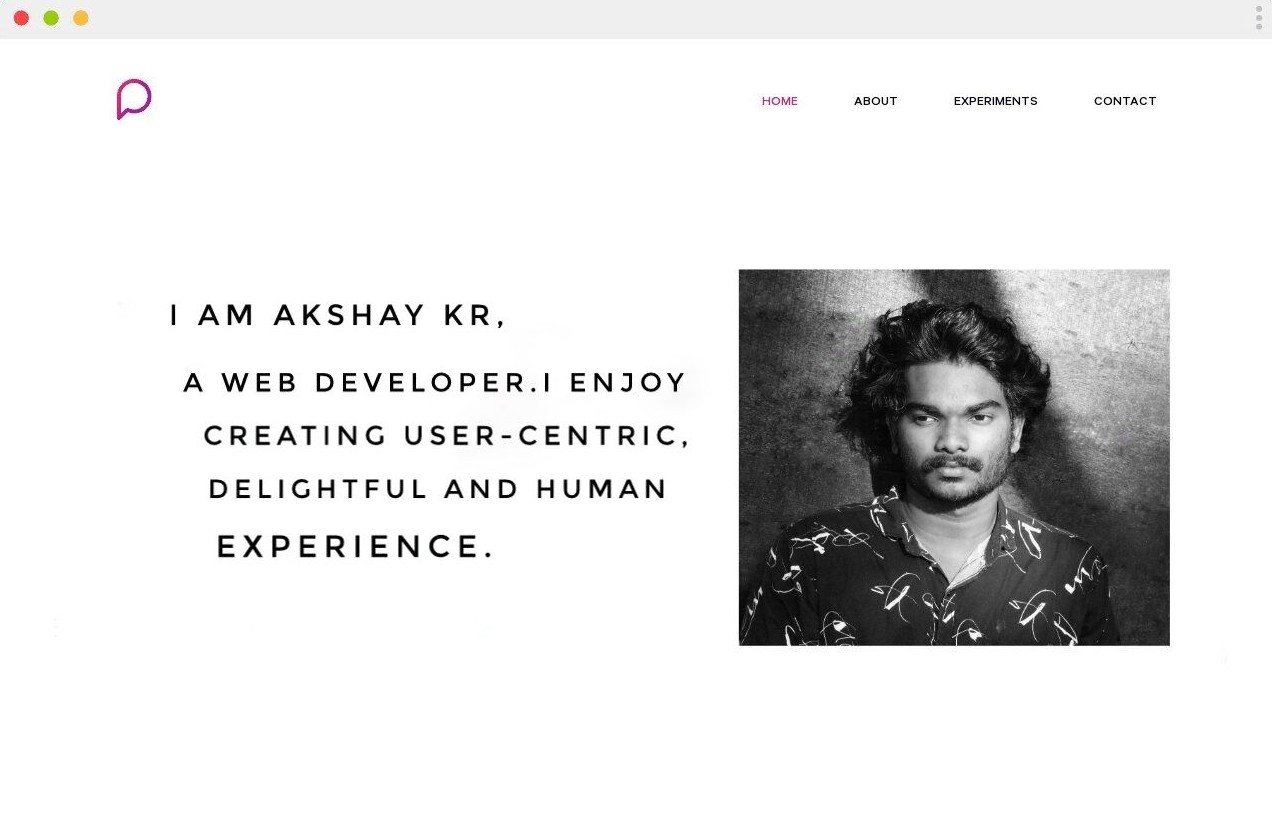 HOME ABOUT EXPERIMENTS CONTACT
I AM AKSHAY KR,
A WEB DEVELOPER.I ENJOY
CREATING USER-CENTRIC,
DELIGHTFUL AND HUMAN
EXPERIENCE.